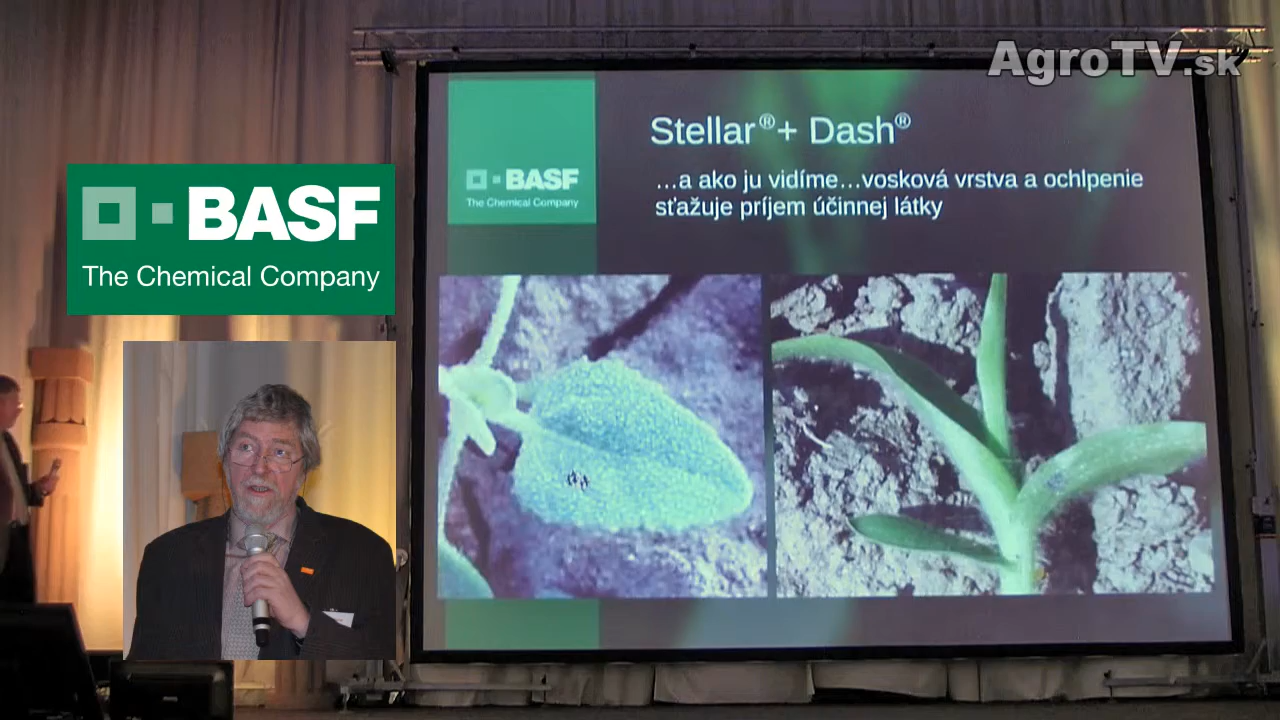 AgroTV.sk
BASF
The Chemical Company
BASF
The Chemical Company
Stellar®+ Dash®
…a ako ju vidíme…vosková vrstva a ochlpenie
sťažuje príjem účinnej látky